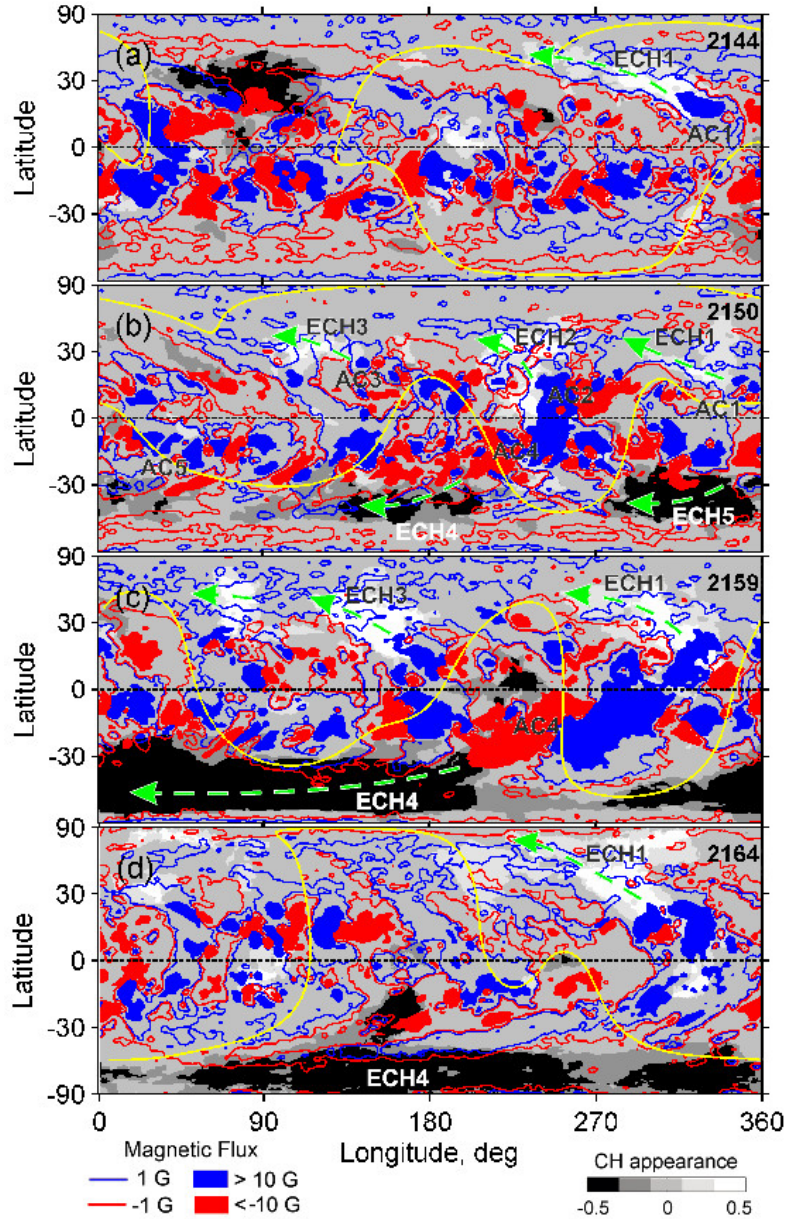 (a) 2144
ECH1
AC1
90
30
0
-30
Latitude
(b) 2150
ECH3 ECH2 ECH1
AC3 AC2 AC1
AC5 AC4
ECH4 ECH5
90
30
0
-30
Latitude
(c) 2159
ECH3 ECH1
AC4
ECH4
90
30
0
-30
Latitude
(d) 2164
ECH1
ECH4
90
30
0
-30
-90
Latitude
0 90 180 270 360
Longitude, deg
Magnetic Flux
1 G > 10 G
-1 G <-10 G
CH appearance
-0.5 0 0.5